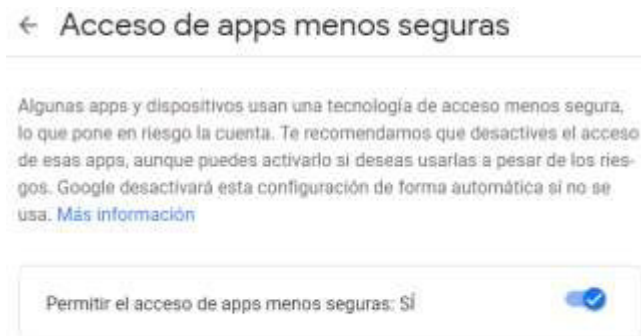 ← Acceso de apps menos seguras
Algunas apps y dispositivos usan una tecnología de acceso menos segura,
lo que pone en riesgo la cuenta. Te recomendamos que desactives el acceso
de esas apps, aunque puedes activarlo si deseas usarlas a pesar de los ries-
gos. Google desactivará esta configuración de forma automática si no se
usa. Más información
Permitir el acceso de apps menos seguras: SÍ